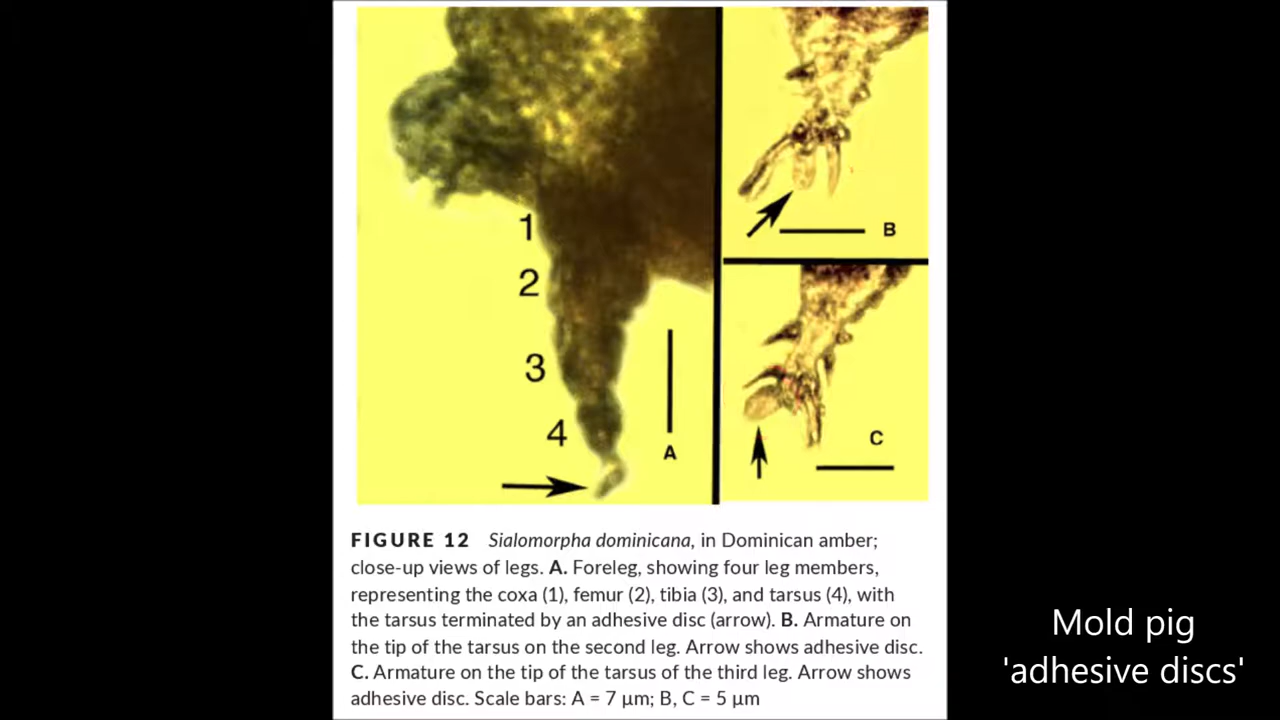 1
2
3
4
A
B
C
FIGURE 12 Sialomorpha dominicana, in Dominican amber;
close-up views of legs. A. Foreleg, showing four leg members,
representing the coxa (1), femur (2), tibia (3), and tarsus (4), with
the tarsus terminated by an adhesive disc (arrow). B. Armature on
the tip of the tarsus on the second leg. Arrow shows adhesive disc.
C. Armature on the tip of the tarsus of the third leg. Arrow shows
adhesive disc. Scale bars: A = 7 μm; B, C = 5 μm
Mold pig
'adhesive discs'